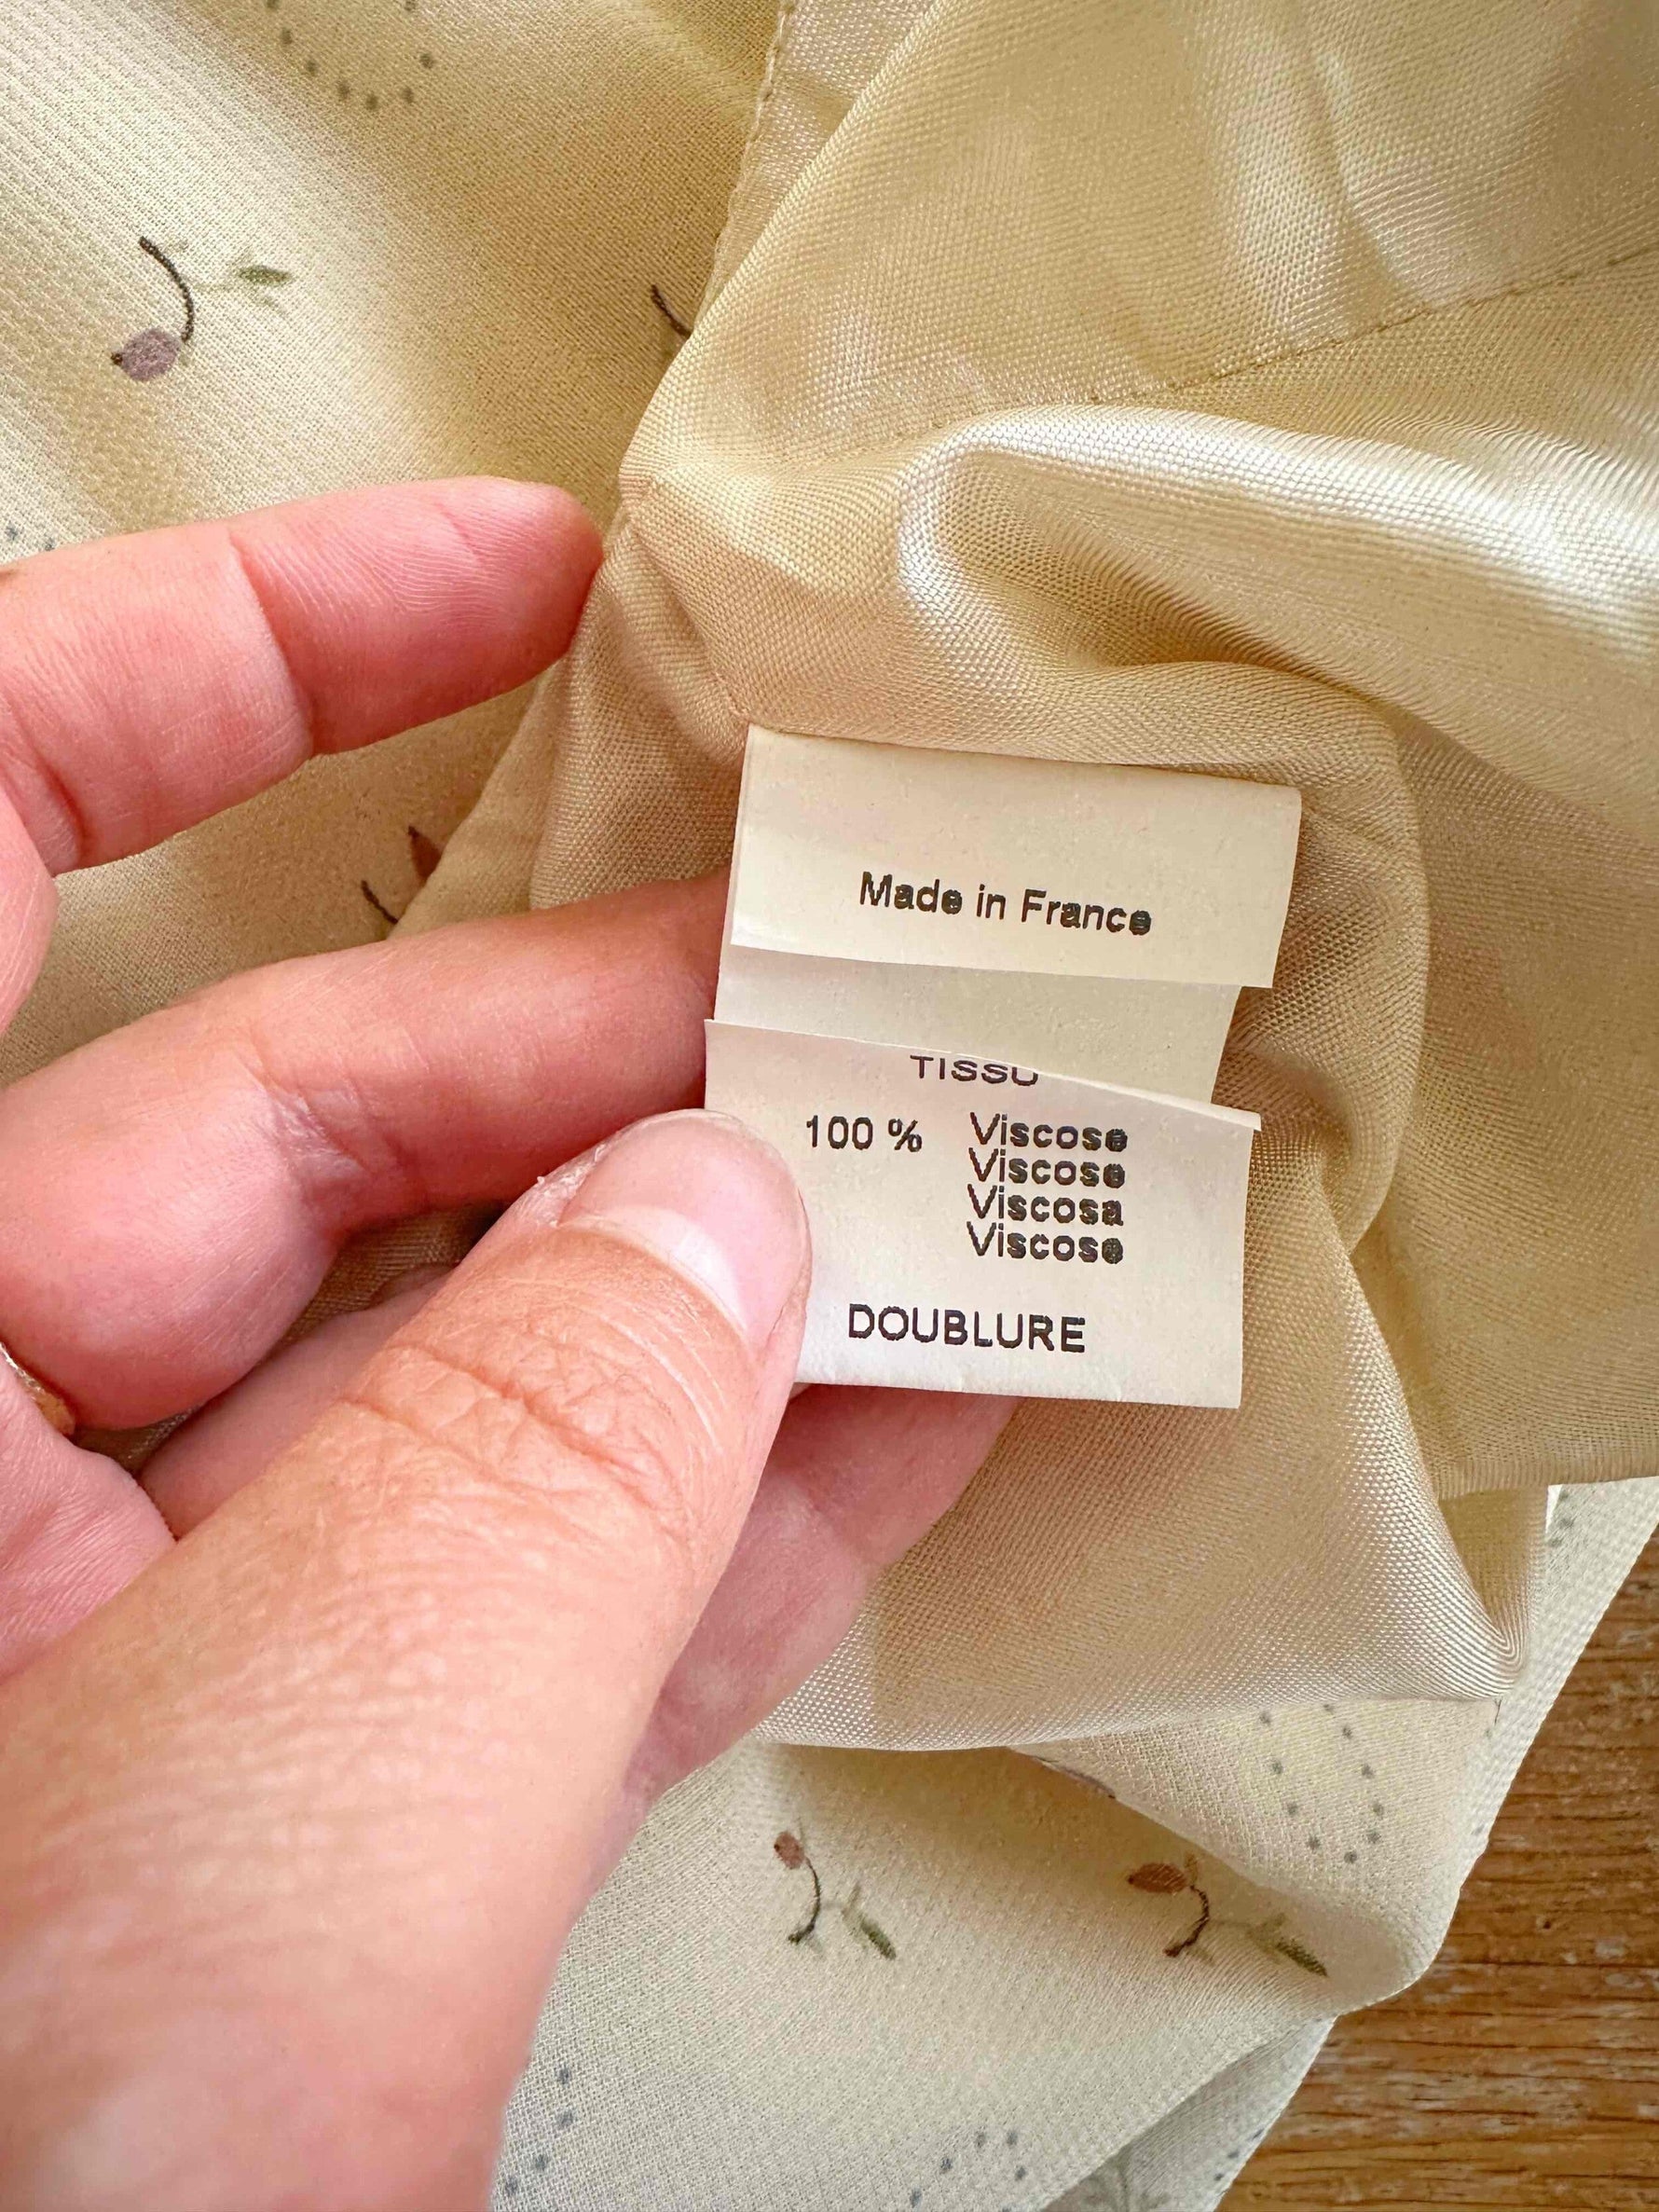 Made in France
TISSU
100 % Viscose
Viscose
Viscosa
Viscose
DOUBLURE